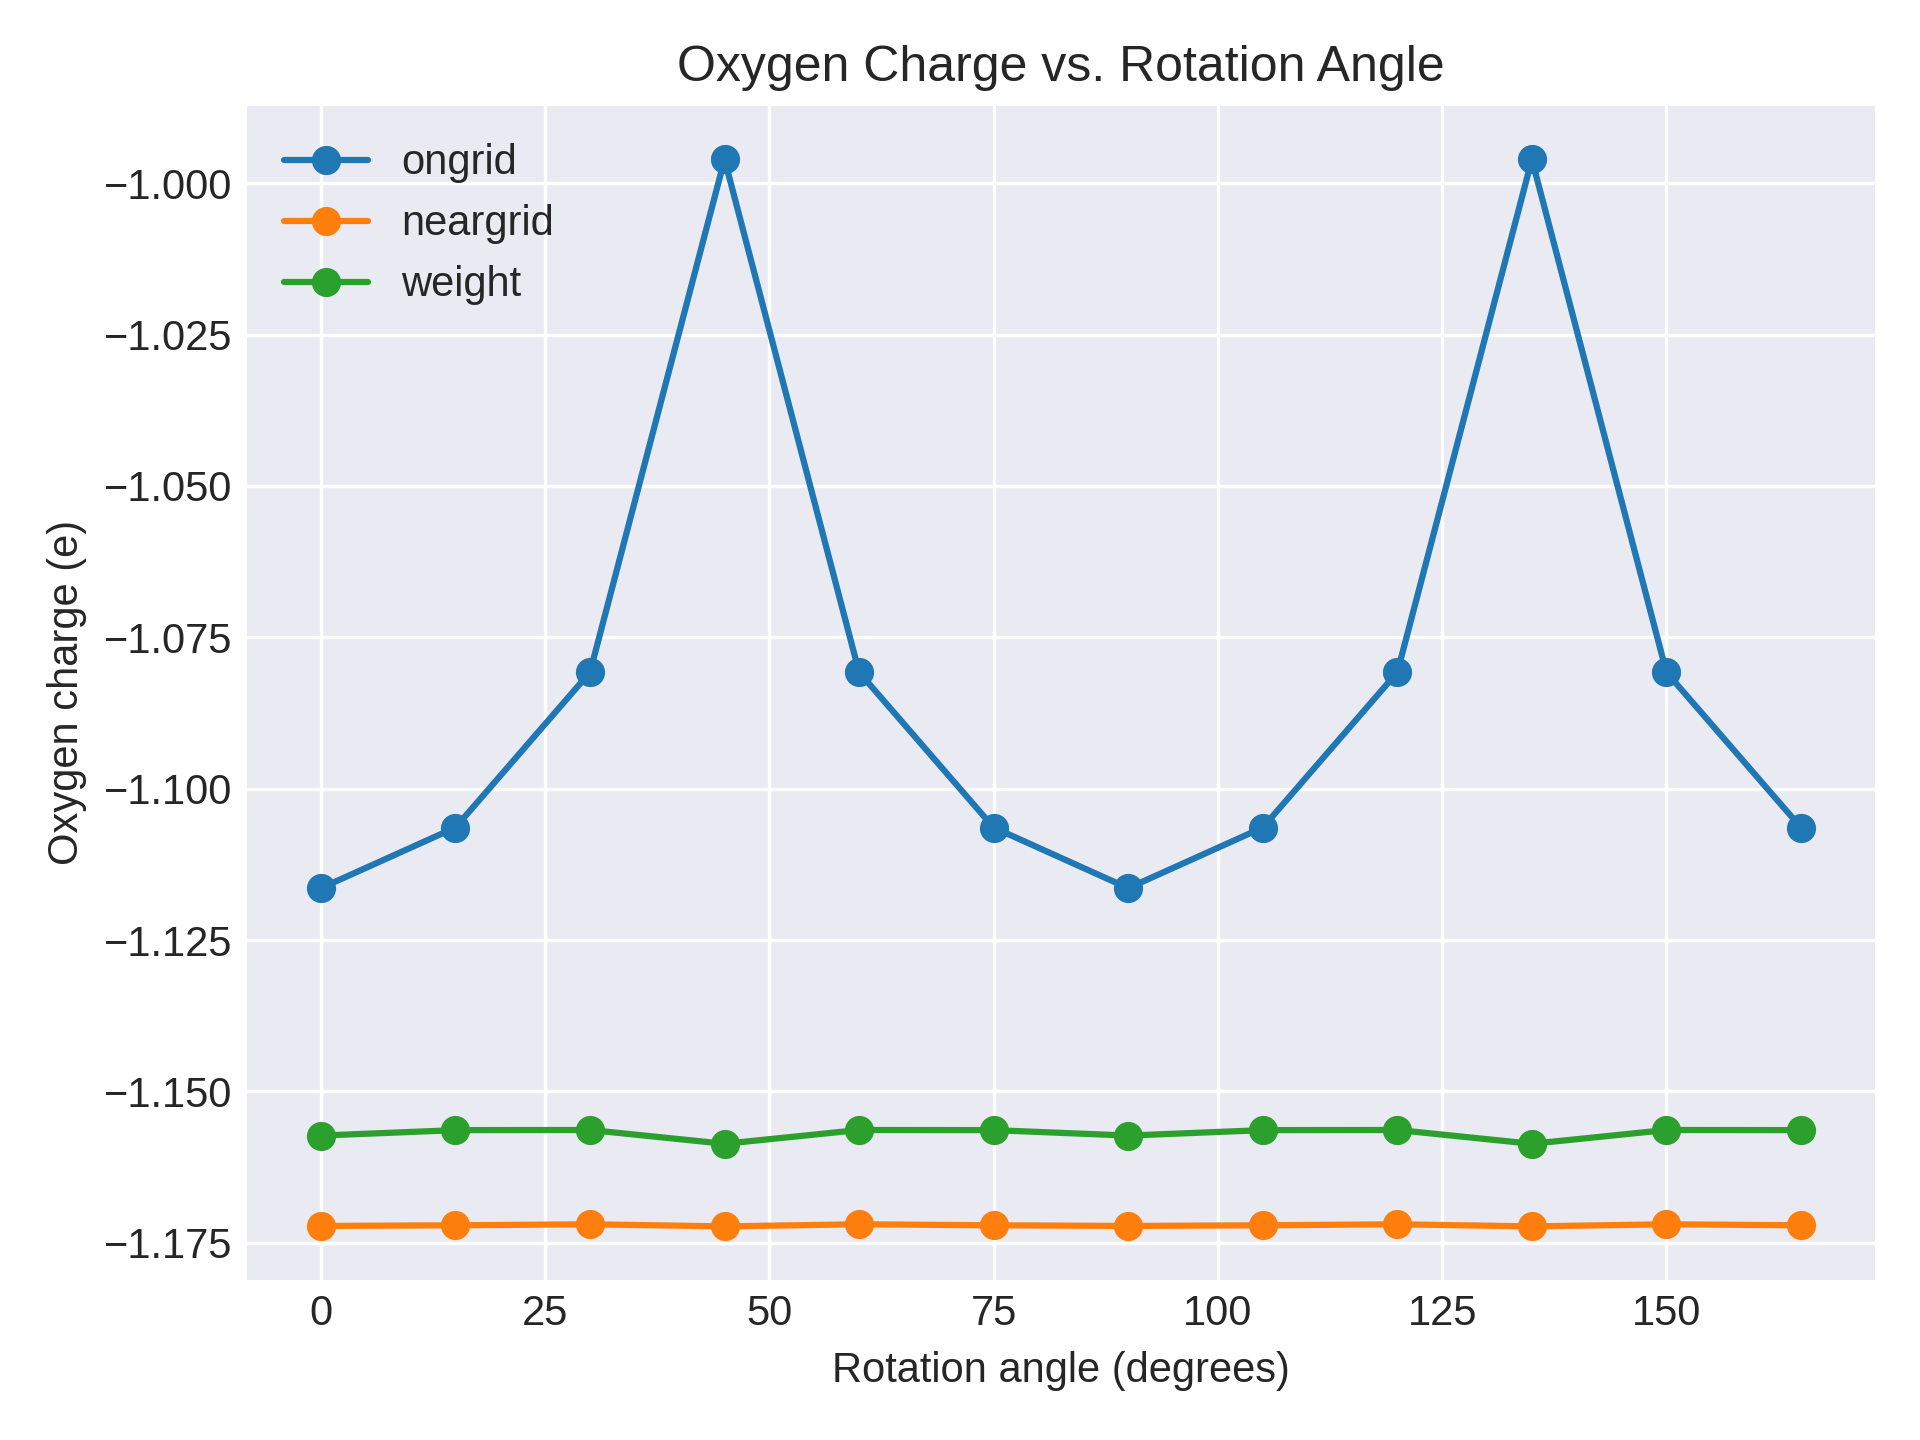 Oxygen Charge vs. Rotation Angle
ongrid
neargrid
weight
−1.000
−1.025
−1.050
−1.075
−1.100
−1.125
−1.150
−1.175
Oxygen charge (e)
0 25 50 75 100 125 150
Rotation angle (degrees)